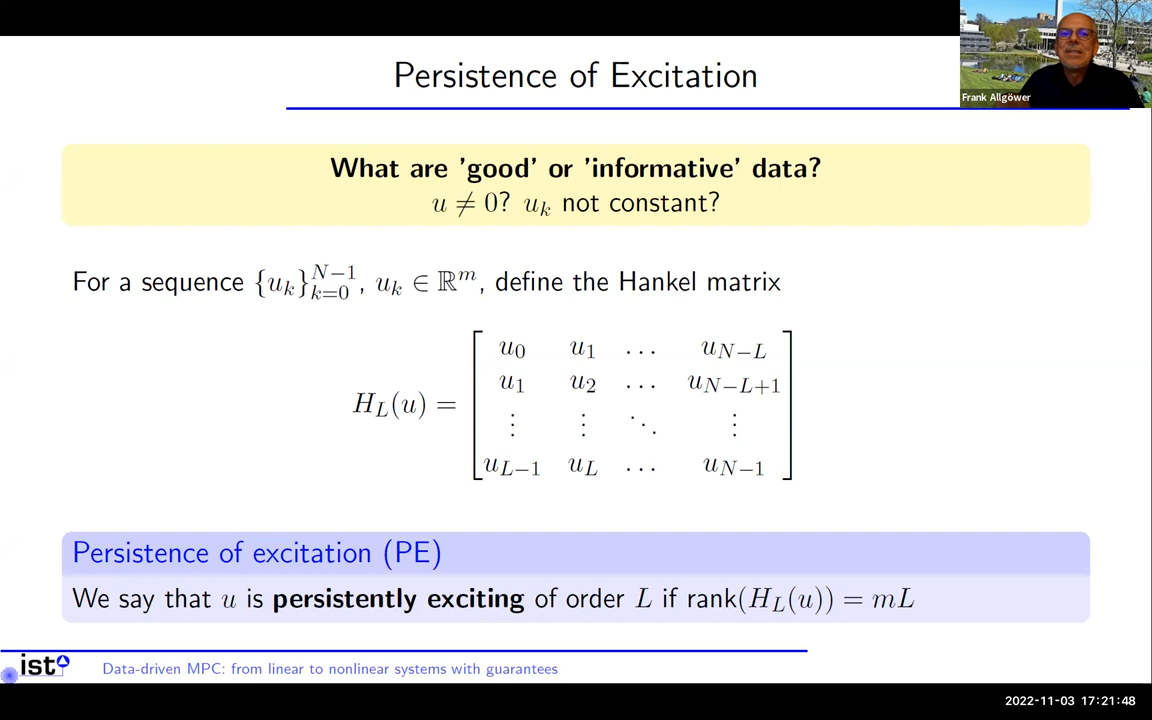 Persistence of Excitation
Frank Allgöwer
What are 'good' or 'informative' data?
u ≠ 0? u_k not constant?
For a sequence {u_k}_{k=0}^{N−1}, u_k ∈ ℝ^m, define the Hankel matrix
H_L(u) = [
u_0 u_1 … u_{N−L}
u_1 u_2 … u_{N−L+1}
⋮ ⋮ ⋱ ⋮
u_{L−1} u_L … u_{N−1}
]
Persistence of excitation (PE)
We say that u is persistently exciting of order L if rank(H_L(u)) = mL
ist
Data-driven MPC: from linear to nonlinear systems with guarantees
2022-11-03 17:21:48